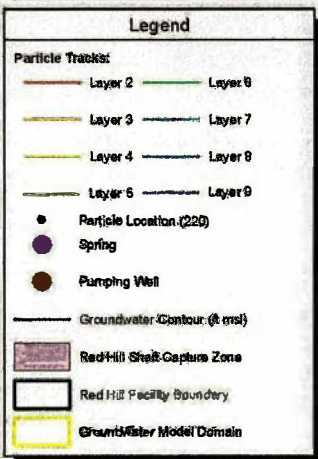 Legend
Particle Tracks:
Layer 2 Layer 6
Layer 3 Layer 7
Layer 4 Layer 8
Layer 5 Layer 9
Particle Location (220)
Spring
Pumping Well
Groundwater Contour (ft msl)
Red Hill Shaft Capture Zone
Red Hill Facility Boundary
Ground Water Model Domain